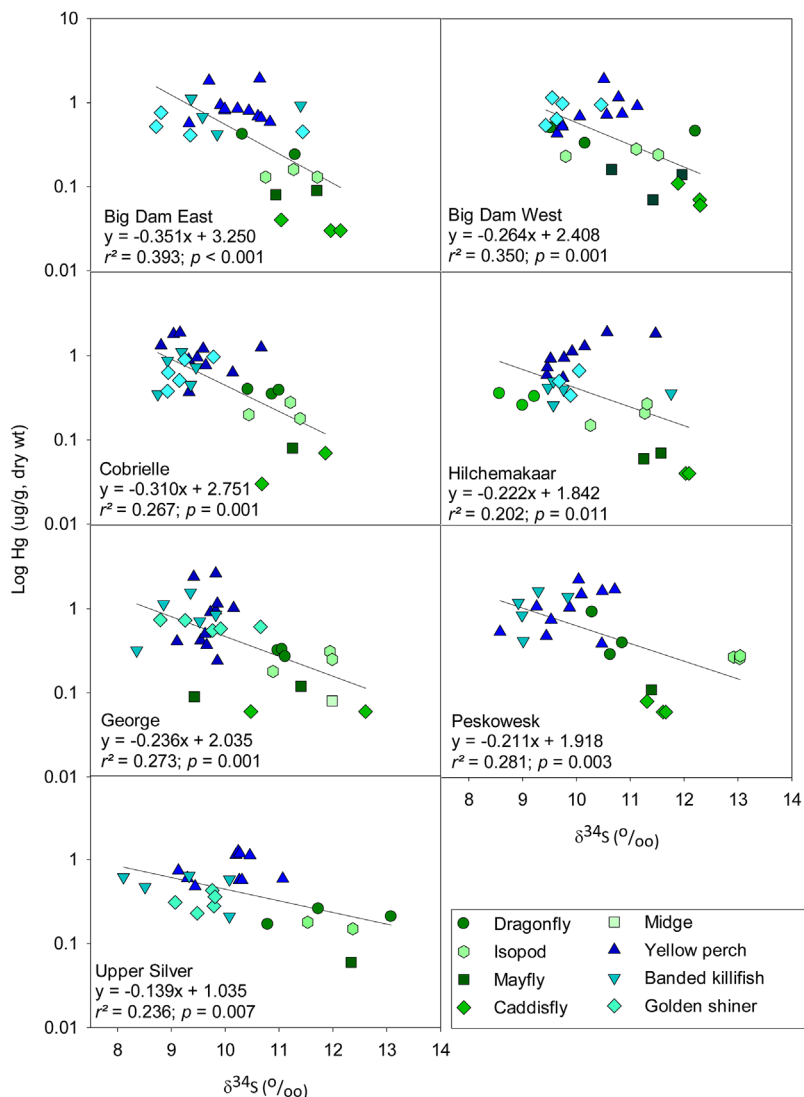 Log Hg (ug/g, dry wt)
10
1
0.1
0.01
Big Dam East
y = -0.351x + 3.250
r² = 0.393; p < 0.001
Big Dam West
y = -0.264x + 2.408
r² = 0.350; p = 0.001
1
0.1
0.01
Cobrielle
y = -0.310x + 2.751
r² = 0.267; p = 0.001
Hilchemakaar
y = -0.222x + 1.842
r² = 0.202; p = 0.011
1
0.1
0.01
George
y = -0.236x + 2.035
r² = 0.273; p = 0.001
Peskowesk
y = -0.211x + 1.918
r² = 0.281; p = 0.003
8 9 10 11 12 13 14
δ³⁴S (⁰/₀₀)
1
0.1
0.01
Upper Silver
y = -0.139x + 1.035
r² = 0.236; p = 0.007
8 9 10 11 12 13
δ³⁴S (⁰/₀₀)
Dragonfly
Isopod
Mayfly
Caddisfly
Midge
Yellow perch
Banded killifish
Golden shiner